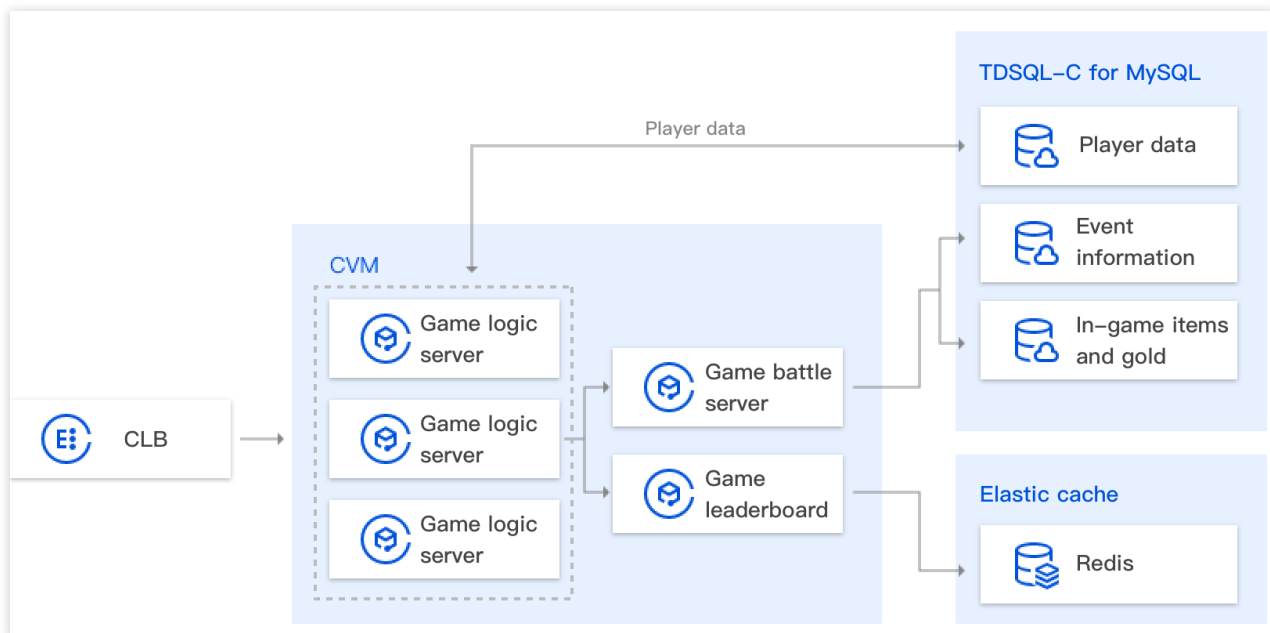 TDSQL-C for MySQL
Player data
Player data
Event
information
In-game items
and gold
CVM
Game logic
server
Game logic
server
Game logic
server
Game battle
server
Game
leaderboard
CLB
Elastic cache
Redis